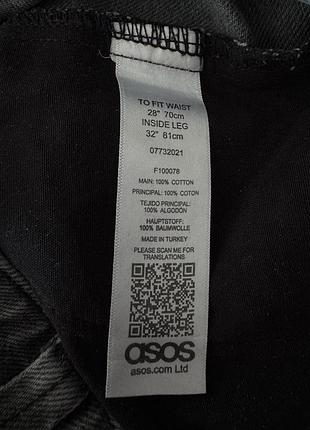 TO FIT WAIST
28" 70cm
INSIDE LEG
32" 81cm
07732021
F100078
MAIN: 100% COTTON
PRINCIPAL: 100% COTON
TEJIDO PRINCIPAL:
100% ALGODÓN
HAUPTSTOFF:
100% BAUMWOLLE
MADE IN TURKEY
PLEASE SCAN ME FOR
TRANSLATIONS
asos
asos.com Ltd